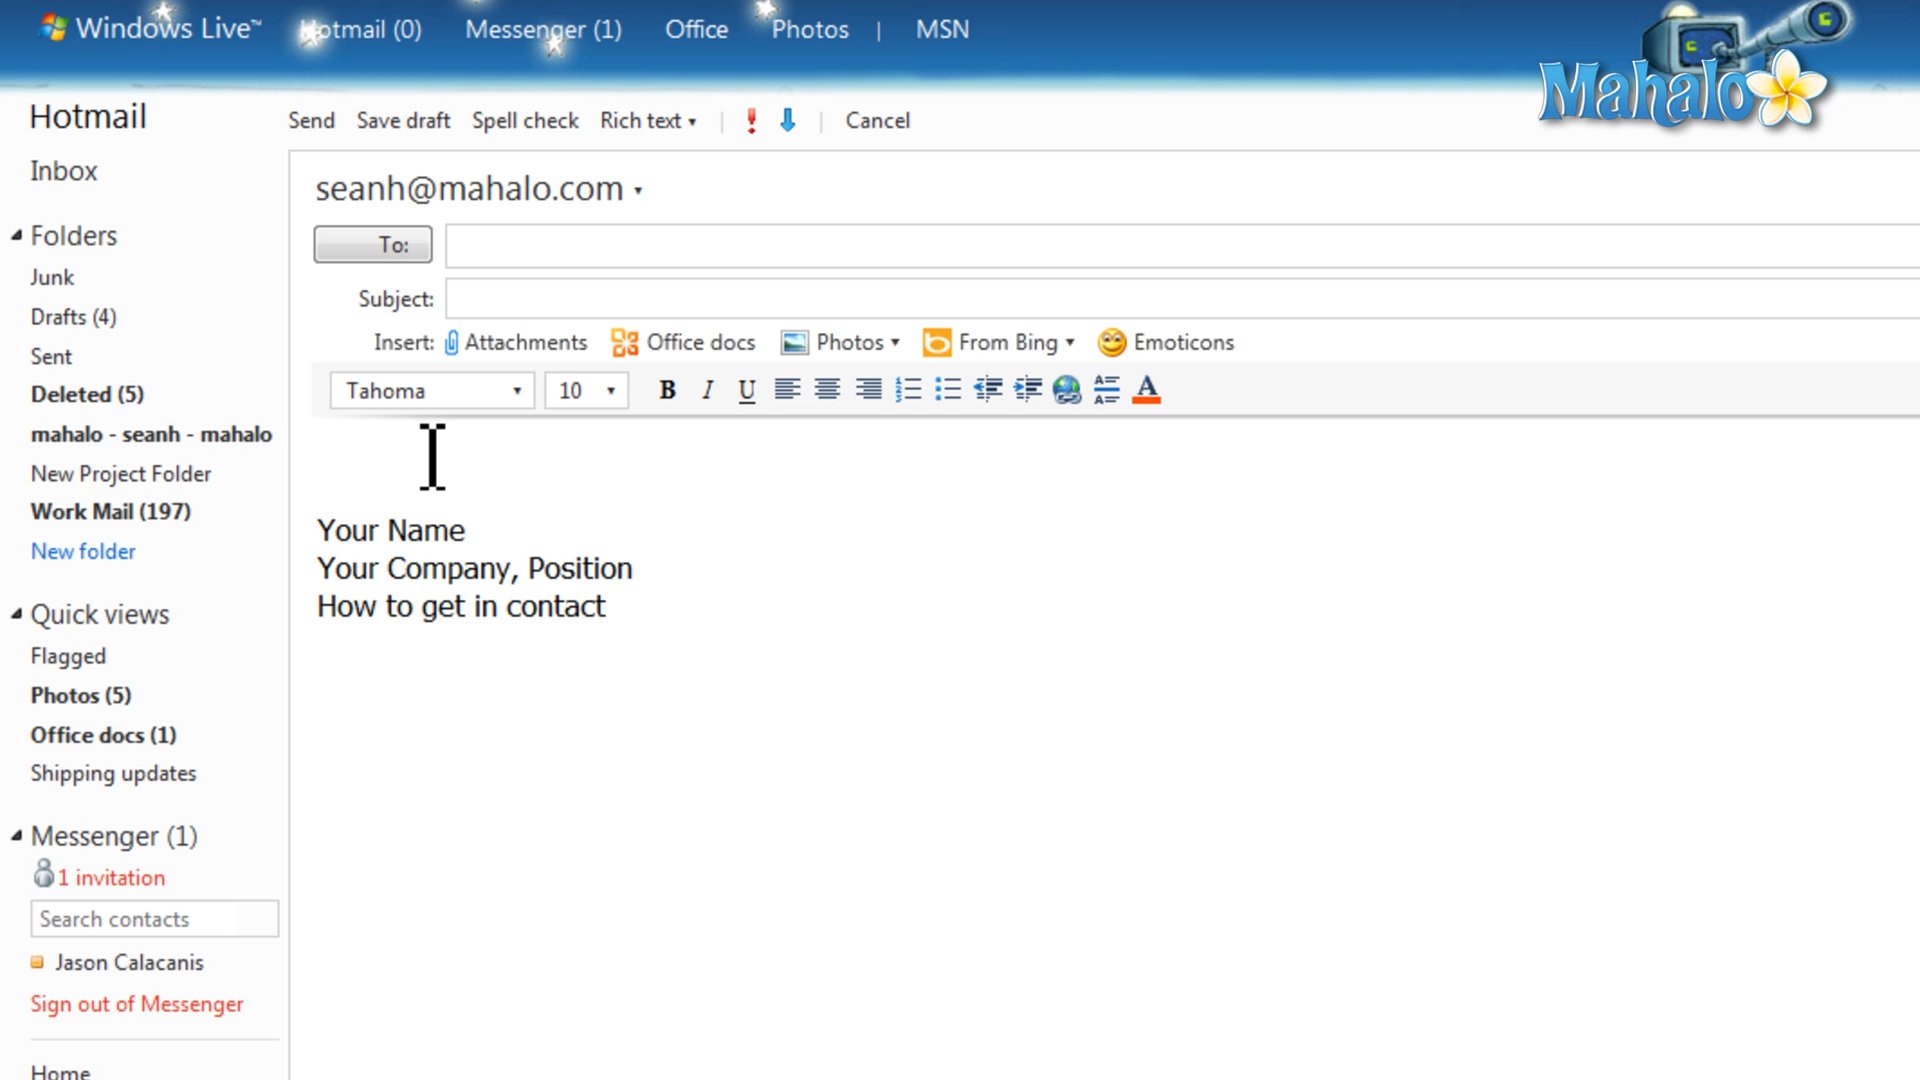 Windows Live™ Hotmail (0) Messenger (1) Office Photos | MSN
Mahalo
Hotmail
Send Save draft Spell check Rich text | | Cancel
Inbox
seanh@mahalo.com
To:
Folders
Junk
Subject:
Drafts (4)
Insert: Attachments Office docs Photos From Bing Emoticons
Sent
Tahoma 10 B I U A
Deleted (5)
mahalo - seanh - mahalo
New Project Folder
Work Mail (197)
New folder
Your Name
Your Company, Position
How to get in contact
Quick views
Flagged
Photos (5)
Office docs (1)
Shipping updates
Messenger (1)
1 invitation
Search contacts
Jason Calacanis
Sign out of Messenger
Home